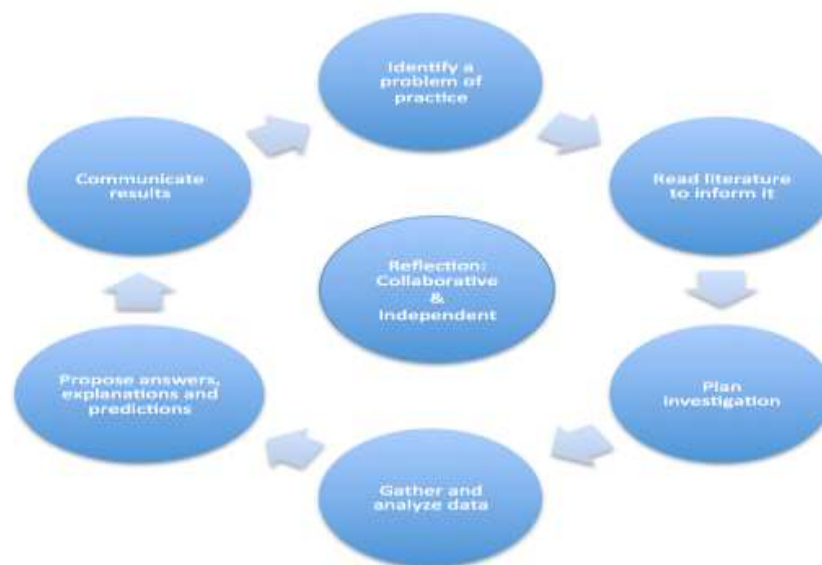 Identify a
problem of
practice
Read literature
to inform it
Plan
investigation
Gather and
analyze data
Propose answers,
explanations and
predictions
Communicate
results
Reflection:
Collaborative
&
Independent